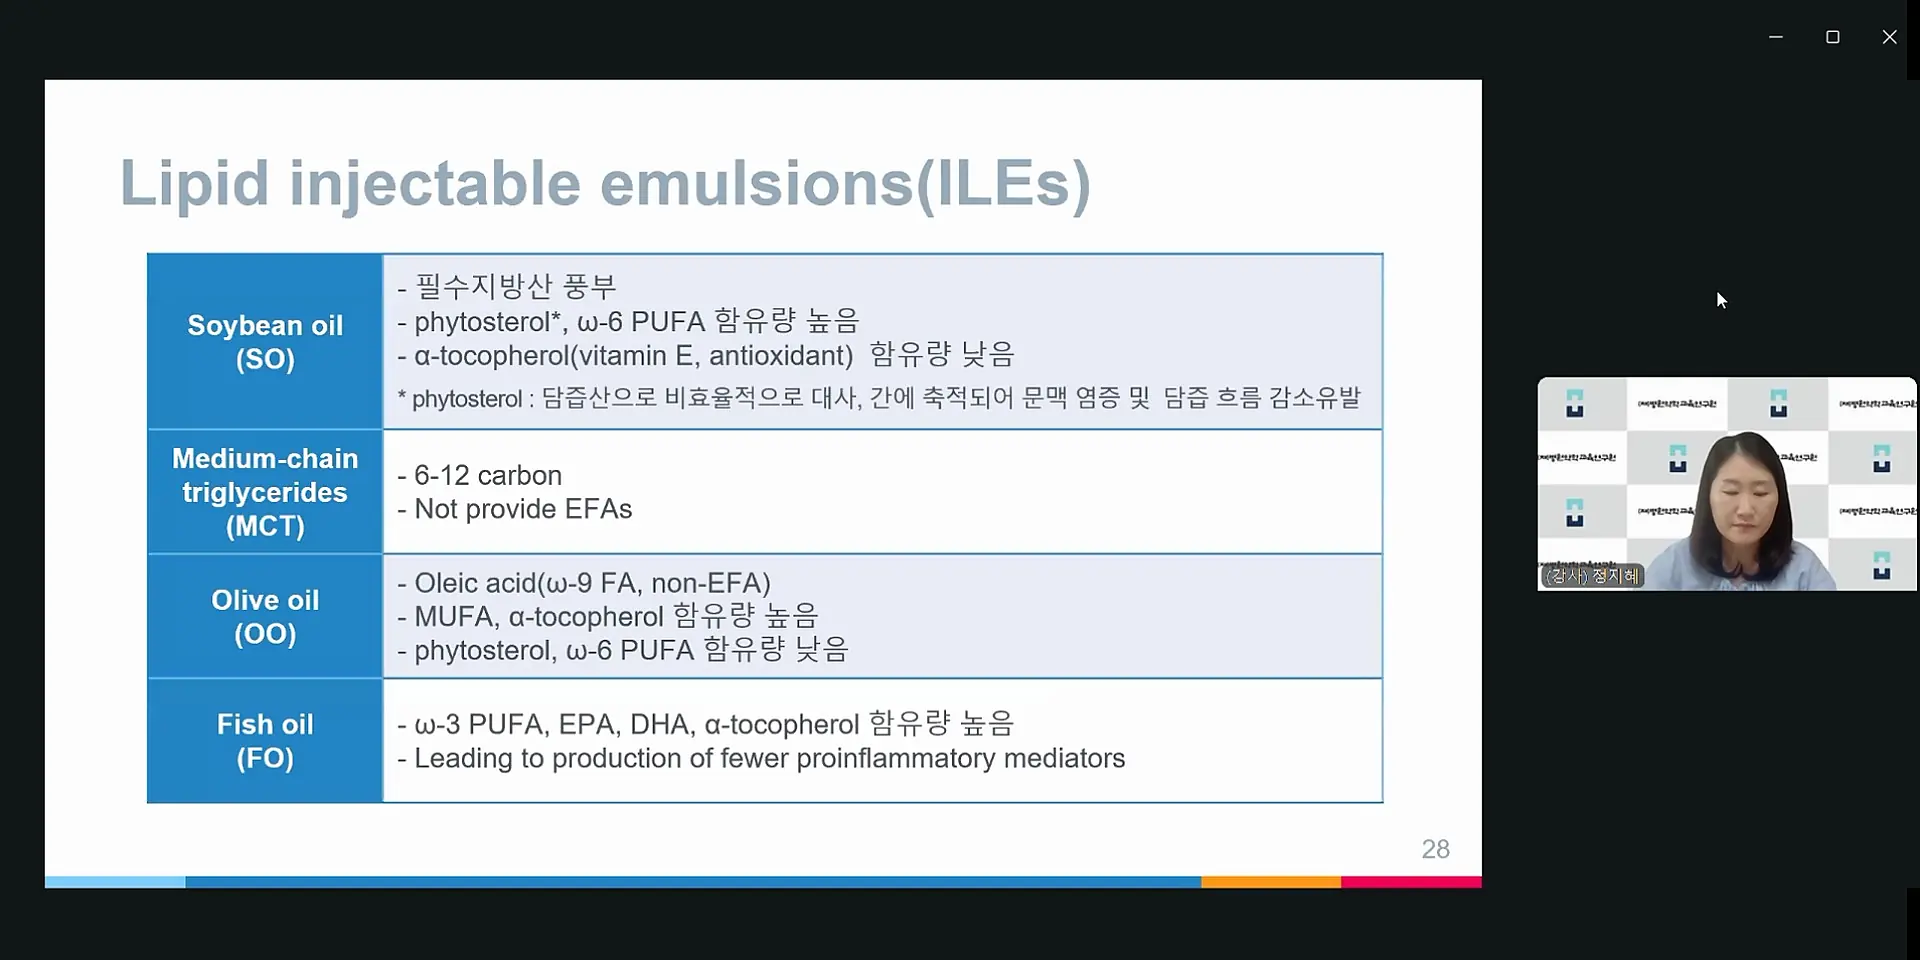 Lipid injectable emulsions(ILEs)
Soybean oil
(SO)
- 필수지방산 풍부
- phytosterol*, ω-6 PUFA 함유량 높음
- α-tocopherol(vitamin E, antioxidant) 함유량 낮음
* phytosterol : 담즙산으로 비효율적으로 대사, 간에 축적되어 문맥 염증 및 담즙 흐름 감소유발
Medium-chain
triglycerides
(MCT)
- 6-12 carbon
- Not provide EFAs
Olive oil
(OO)
- Oleic acid(ω-9 FA, non-EFA)
- MUFA, α-tocopherol 함유량 높음
- phytosterol, ω-6 PUFA 함유량 낮음
Fish oil
(FO)
- ω-3 PUFA, EPA, DHA, α-tocopherol 함유량 높음
- Leading to production of fewer proinflammatory mediators
28
(강사) 정지혜